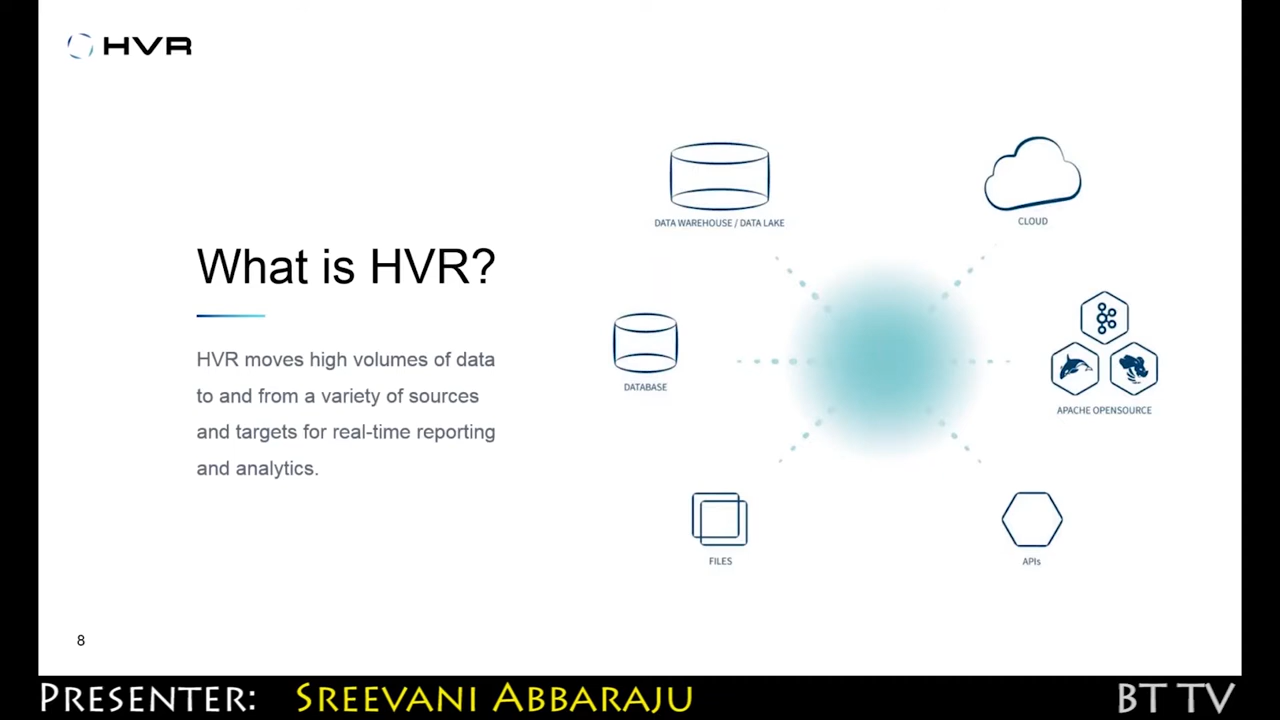 HVR
What is HVR?
HVR moves high volumes of data
to and from a variety of sources
and targets for real-time reporting
and analytics.
DATA WAREHOUSE / DATA LAKE
CLOUD
DATABASE
APACHE OPENSOURCE
FILES
APIs
8
PRESENTER: SREEVANI ABBARAJU
BT TV